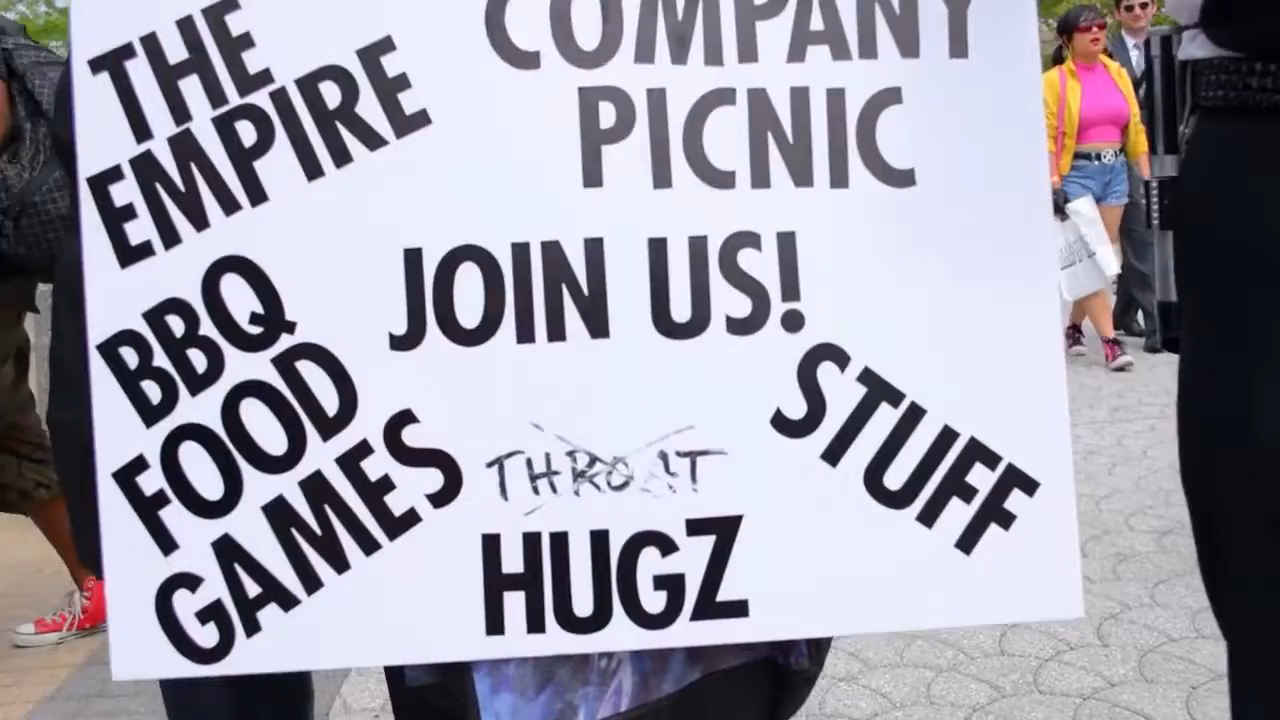 THE
EMPIRE
COMPANY
PICNIC
JOIN US!
BBQ
FOOD
GAMES
THROAT
HUGZ
STUFF